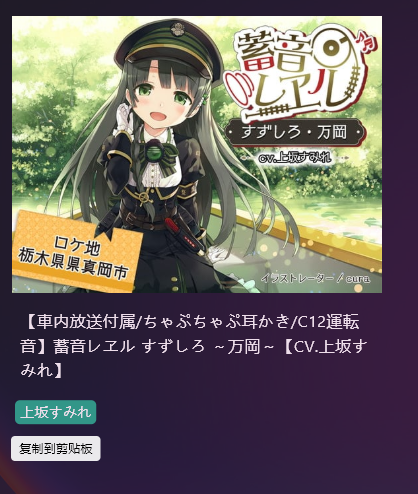 蓄音レヱル
すずしろ・万岡
cv.上坂すみれ
ロケ地
栃木県県真岡市
イラストレーター / cura
【車内放送付属/ちゃぷちゃぷ耳かき/C12運転
音】蓄音レヱル すずしろ ～万岡～【CV.上坂す
みれ】
上坂すみれ
复制到剪贴板